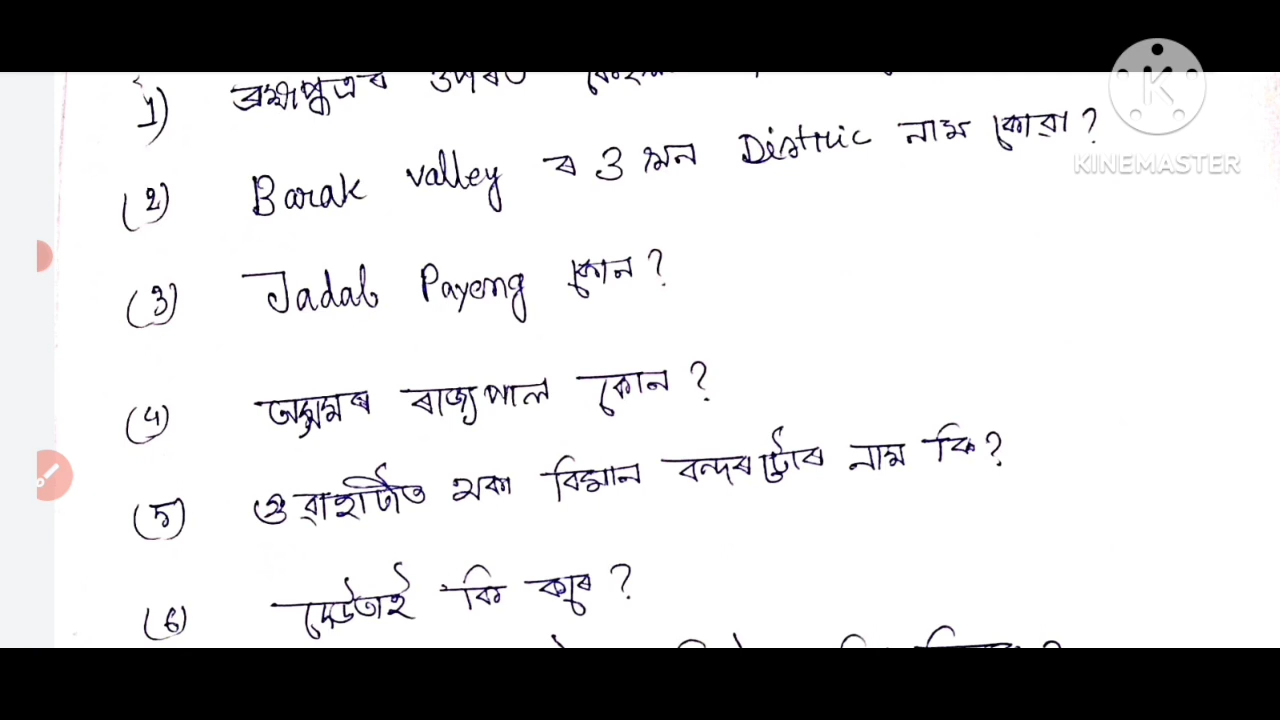 1) ব্ৰহ্মপুত্ৰৰ ওপৰত
KINEMASTER
(2) Barak valley ৰ 3 খন Distric নাম কোৱা?
(3) Jadab Payeng কোন?
(4) অসমৰ ৰাজ্যপাল কোন?
(5) গুৱাহাটীত থকা বিমান বন্দৰটোৰ নাম কি?
(6) দেউতাই কি কৰে?